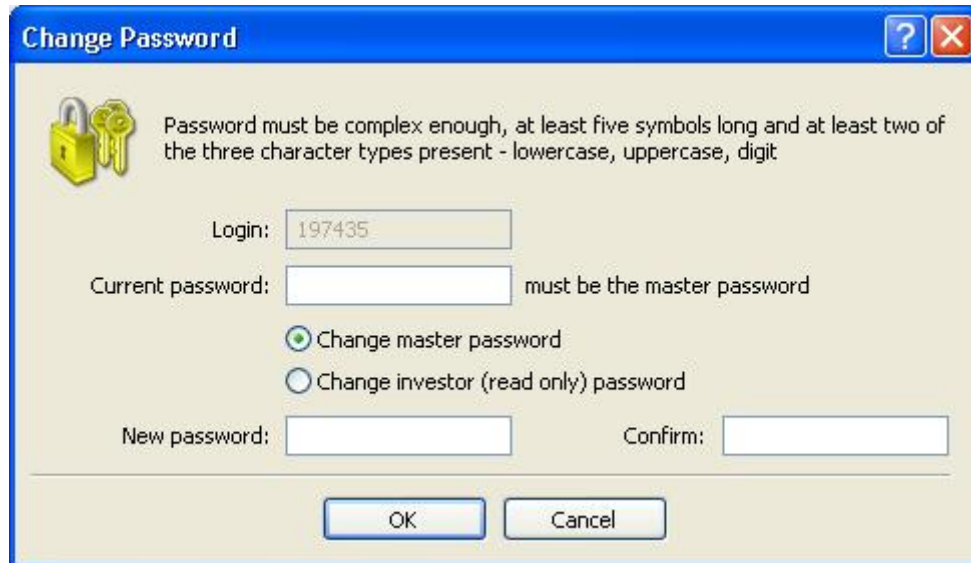 Change Password
?
Password must be complex enough, at least five symbols long and at least two of
the three character types present - lowercase, uppercase, digit
Login: 197435
Current password: must be the master password
Change master password
Change investor (read only) password
New password: Confirm:
OK Cancel